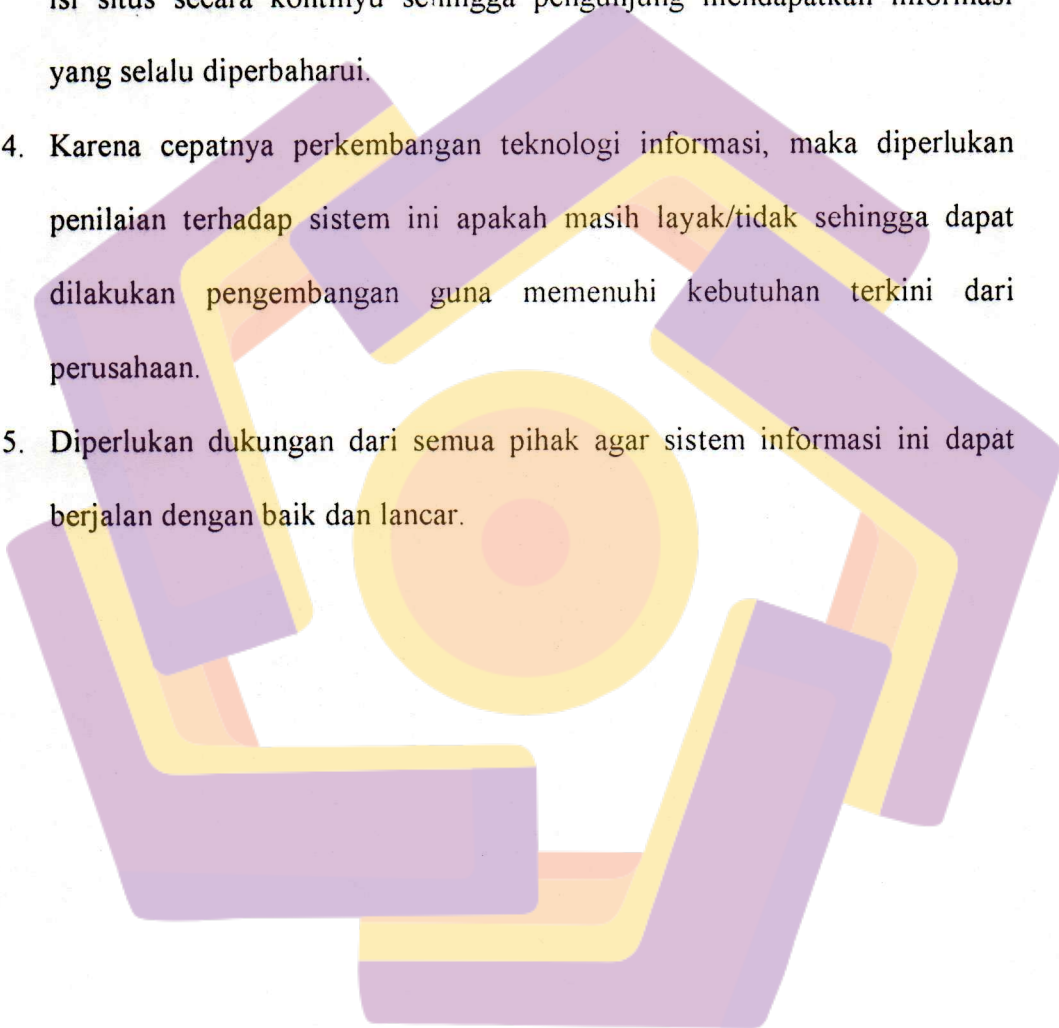 isi situs secara kontinyu sehingga pengunjung mendapatkan informasi
yang selalu diperbaharui.
4. Karena cepatnya perkembangan teknologi informasi, maka diperlukan
penilaian terhadap sistem ini apakah masih layak/tidak sehingga dapat
dilakukan pengembangan guna memenuhi kebutuhan terkini dari
perusahaan.
5. Diperlukan dukungan dari semua pihak agar sistem informasi ini dapat
berjalan dengan baik dan lancar.